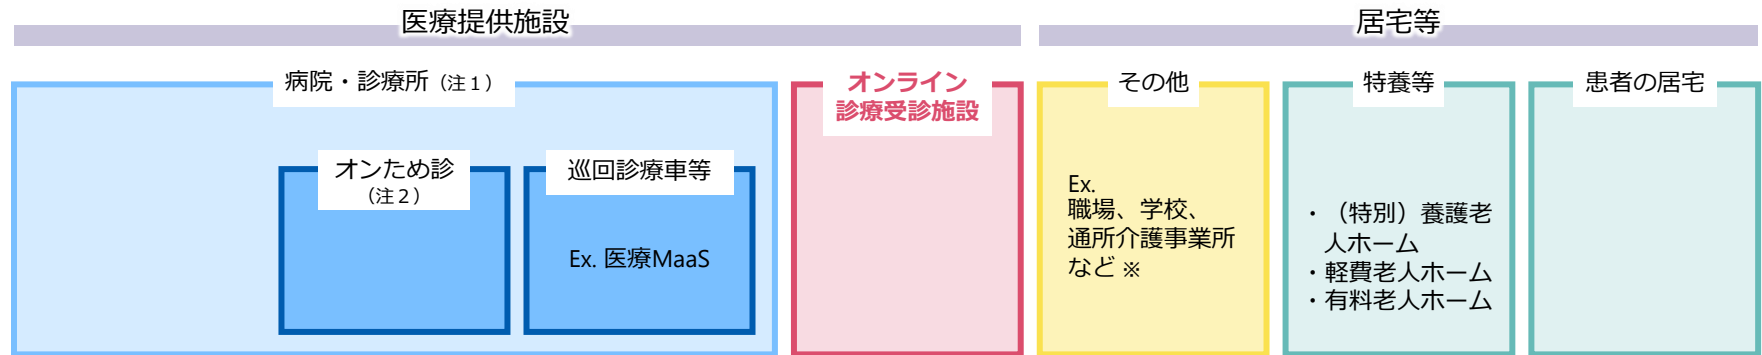 医療提供施設
居宅等
病院・診療所（注１）
オンライン
診療受診施設
その他
特養等
患者の居宅
オンため診
（注２）
巡回診療車等
Ex. 医療MaaS
Ex.
職場、学校、
通所介護事業所
など ※
・（特別）養護老
人ホーム
・軽費老人ホーム
・有料老人ホーム